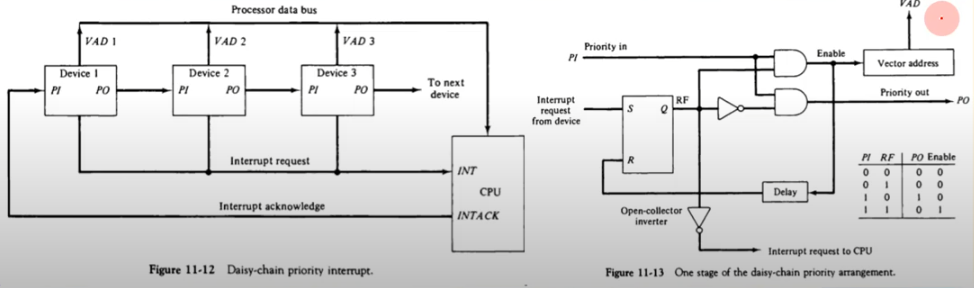 Processor data bus
VAD 1
VAD 2
VAD 3
Device 1
PI PO
Device 2
PI PO
Device 3
PI PO
To next
device
Interrupt request
INT
CPU
Interrupt acknowledge
INTACK
Figure 11-12 Daisy-chain priority interrupt.
VAD
Priority in
PI
Enable
Vector address
Priority out
PO
Interrupt
request
from device
S Q
RF
R
Delay
PI RF PO Enable
0 0 0 0
0 1 0 0
1 0 1 0
1 1 0 1
Open-collector
inverter
Interrupt request to CPU
Figure 11-13 One stage of the daisy-chain priority arrangement.